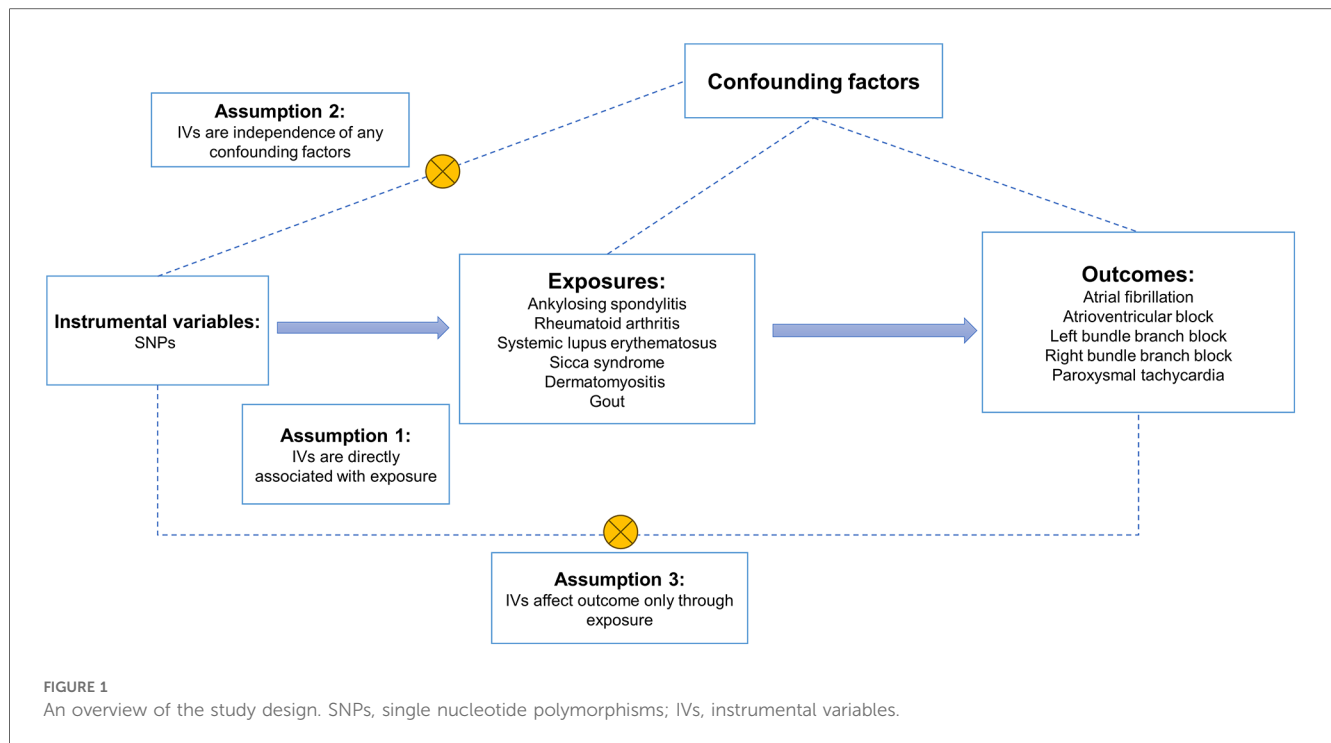 Confounding factors
Assumption 2:
IVs are independence of any
confounding factors
Instrumental variables:
SNPs
Exposures:
Ankylosing spondylitis
Rheumatoid arthritis
Systemic lupus erythematosus
Sicca syndrome
Dermatomyositis
Gout
Outcomes:
Atrial fibrillation
Atrioventricular block
Left bundle branch block
Right bundle branch block
Paroxysmal tachycardia
Assumption 1:
IVs are directly
associated with exposure
Assumption 3:
IVs affect outcome only through
exposure
FIGURE 1
An overview of the study design. SNPs, single nucleotide polymorphisms; IVs, instrumental variables.